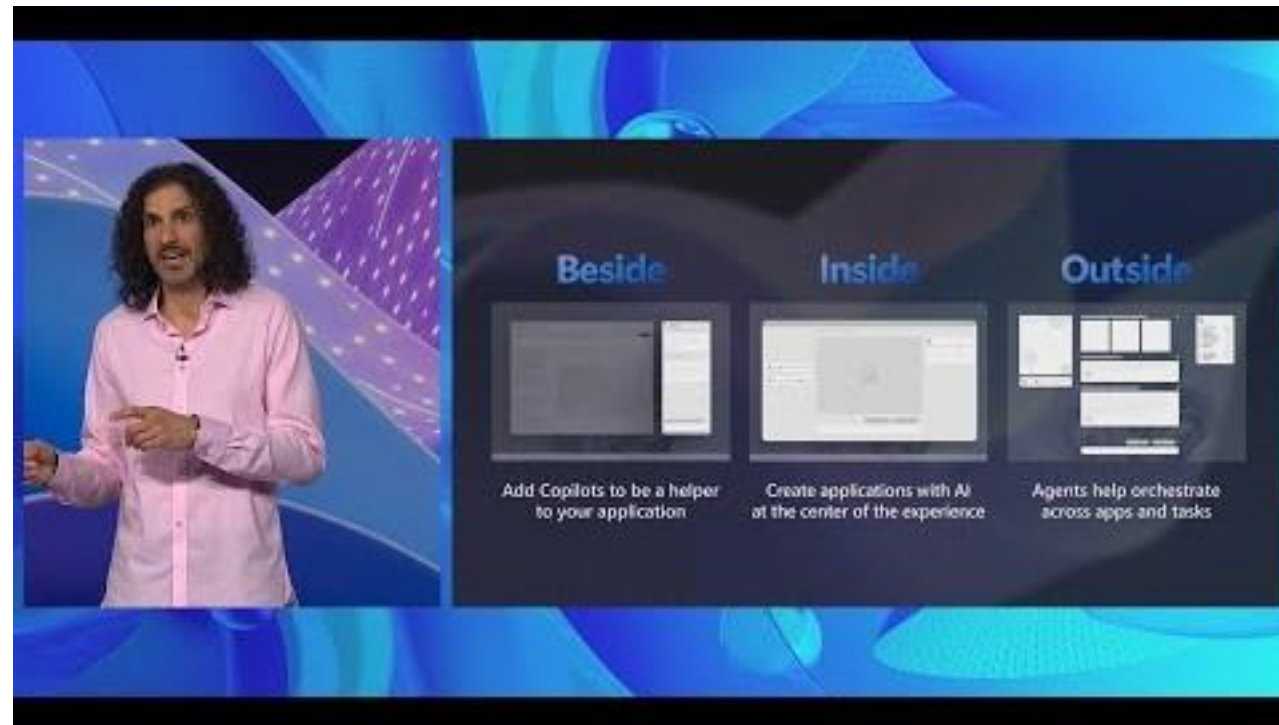 Beside
Inside
Outside
Add Copilots to be a helper
to your application
Create applications with AI
at the center of the experience
Agents help orchestrate
across apps and tasks